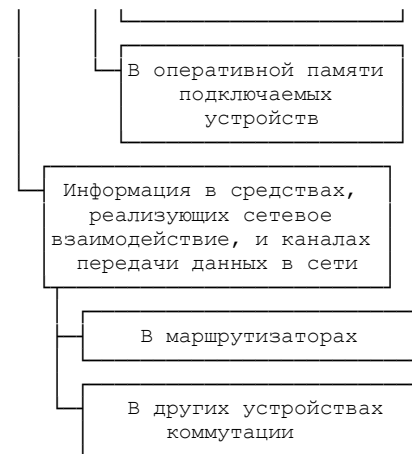 В оперативной памяти
подключаемых
устройств
Информация в средствах,
реализующих сетевое
взаимодействие, и каналах
передачи данных в сети
В маршрутизаторах
В других устройствах
коммутации